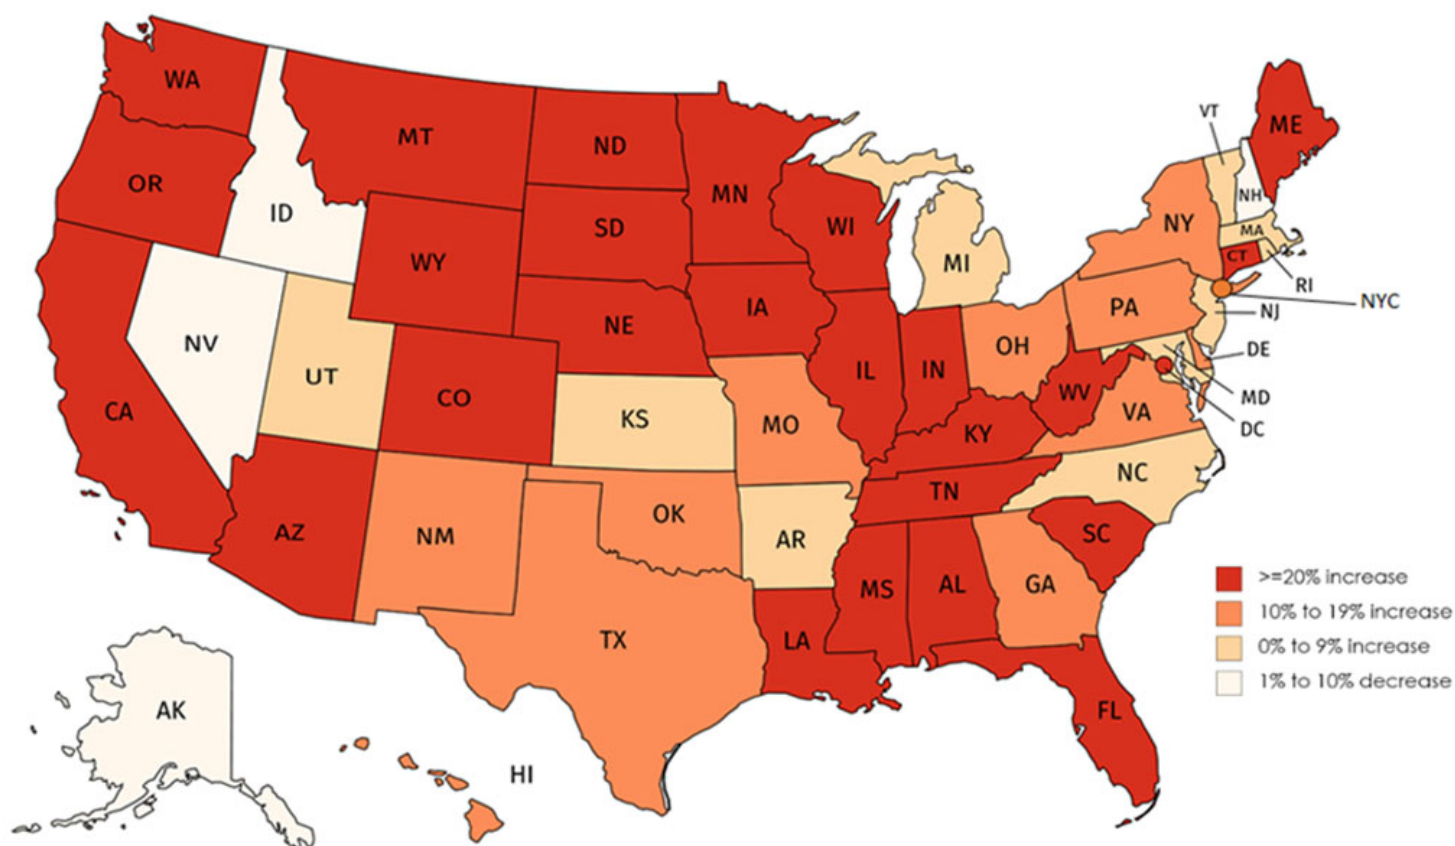 WA
MT
ND
MN
OR
ID
SD
WI
WY
MI
VT
ME
NH
NY
MA
CT
RI
NYC
NJ
PA
DE
MD
DC
IA
NE
NV
UT
CO
CA
KS
MO
IL
IN
OH
WV
VA
KY
TN
NC
SC
AZ
NM
OK
AR
MS
AL
GA
TX
LA
FL
AK
HI
>=20% increase
10% to 19% increase
0% to 9% increase
1% to 10% decrease